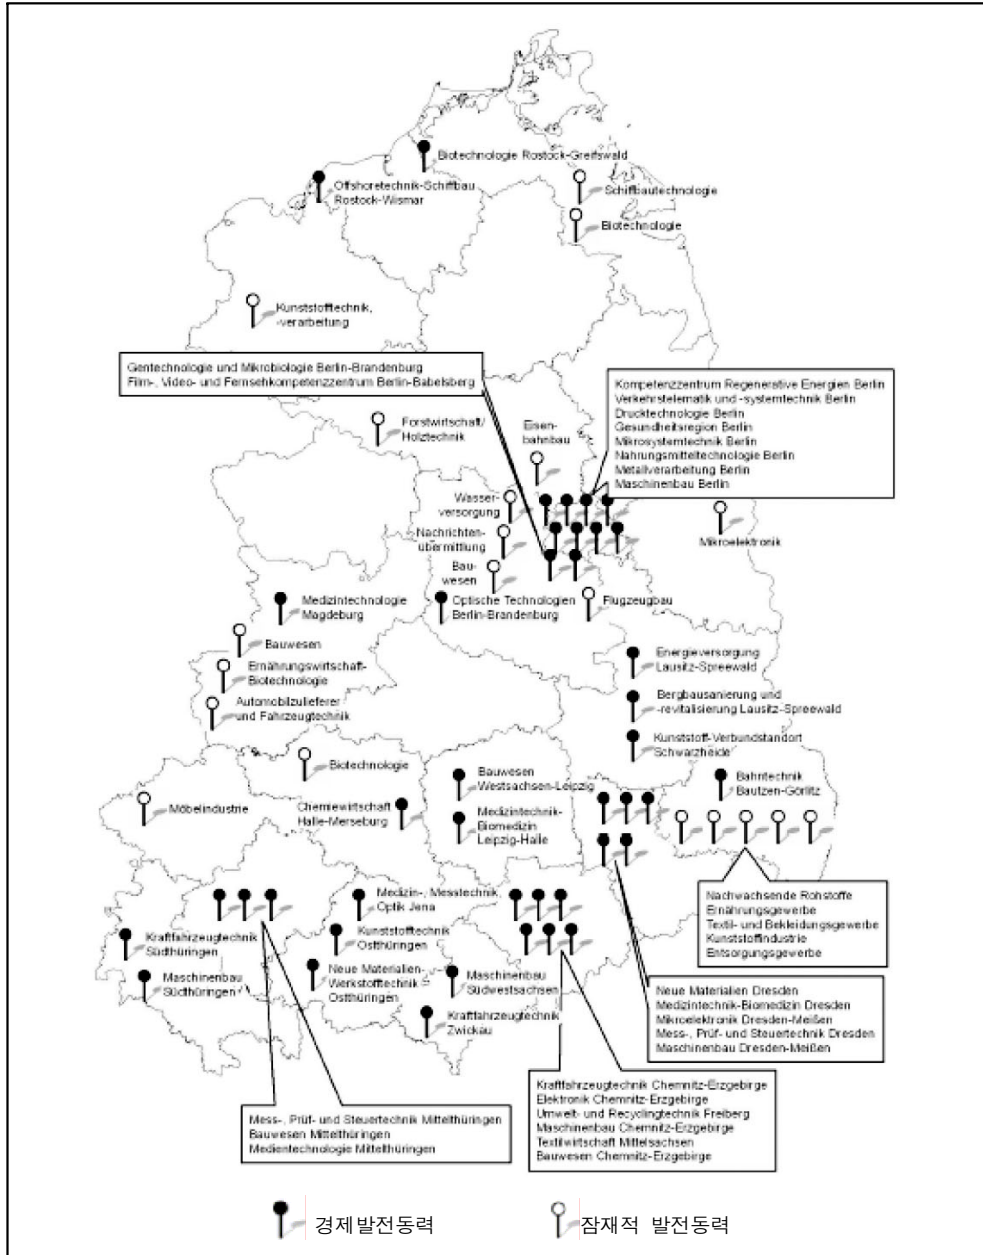 Biotechnologie Rostock-Greifswald
Offshoretechnik-Schiffbau
Rostock-Wismar
Schiffbautechnologie
Biotechnologie
Kunststofftechnik,
-verarbeitung
Gentechnologie und Mikrobiologie Berlin-Brandenburg
Film-, Video- und Fernsehkompetenzzentrum Berlin-Babelsberg
Kompetenzzentrum Regenerative Energien Berlin
Verkehrstelematik und -systemtechnik Berlin
Drucktechnologie Berlin
Gesundheitsregion Berlin
Mikrosystemtechnik Berlin
Nahrungsmitteltechnologie Berlin
Metallverarbeitung Berlin
Maschinenbau Berlin
Forstwirtschaft/
Holztechnik
Eisen-
bahnbau
Wasser-
versorgung
Nachrichten-
übermittlung
Bau-
wesen
Mikroelektronik
Medizintechnologie
Magdeburg
Optische Technologien
Berlin-Brandenburg
Flugzeugbau
Bauwesen
Ernährungswirtschaft-
Biotechnologie
Automobilzulieferer
und Fahrzeugtechnik
Energieversorgung
Lausitz-Spreewald
Bergbausanierung und
-revitalisierung Lausitz-Spreewald
Kunststoff-Verbundstandort
Schwarzheide
Biotechnologie
Bauwesen
Westsachsen-Leipzig
Bahntechnik
Bautzen-Görlitz
Möbelindustrie
Chemiewirtschaft
Halle-Merseburg
Medizintechnik-
Biomedizin
Leipzig-Halle
Nachwachsende Rohstoffe
Ernährungsgewerbe
Textil- und Bekleidungsgewerbe
Kunststoffindustrie
Entsorgungsgewerbe
Medizin-, Messtechnik,
Optik Jena
Kunststofftechnik
Ostthüringen
Kraftfahrzeugtechnik
Südthüringen
Maschinenbau
Südthüringen
Neue Materialien-
Werkstofftechnik
Ostthüringen
Maschinenbau
Südwestsachsen
Kraftfahrzeugtechnik
Zwickau
Neue Materialien Dresden
Medizintechnik-Biomedizin Dresden
Mikroelektronik Dresden-Meißen
Mess-, Prüf- und Steuertechnik Dresden
Maschinenbau Dresden-Meißen
Kraftfahrzeugtechnik Chemnitz-Erzgebirge
Elektronik Chemnitz-Erzgebirge
Umwelt- und Recyclingtechnik Freiberg
Maschinenbau Chemnitz-Erzgebirge
Textilwirtschaft Mittelsachsen
Bauwesen Chemnitz-Erzgebirge
Mess-, Prüf- und Steuertechnik Mittelthüringen
Bauwesen Mittelthüringen
Medientechnologie Mittelthüringen
경제발전동력
잠재적 발전동력